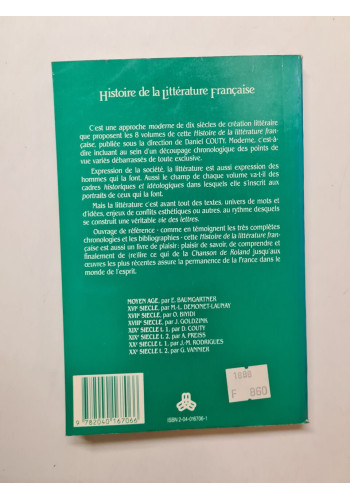 Histoire de la Littérature Française
C'est une approche moderne de dix siècles de création littéraire
que proposent les 8 volumes de cette Histoire de la littérature fran-
çaise, publiée sous la direction de Daniel COUTY. Moderne, c'est-à-
dire incluant au sein d'un découpage chronologique des points de
vue variés débarrassés de toute exclusive.
Expression de la société, la littérature est aussi expression des
hommes qui la font. Aussi le champ de chaque volume va-t-il des
cadres historiques et idéologiques dans lesquels elle s'inscrit aux
portraits de ceux qui la font.
Mais la littérature c'est avant tout des textes, univers de mots et
d'idées, enjeux de conflits esthétiques ou autres, au rythme desquels
se construit une véritable vie des lettres.
Ouvrage de référence - comme en témoignent les très complètes
chronologies et les bibliographies - cette Histoire de la littérature fran-
çaise est aussi un livre de plaisir : plaisir de savoir, de comprendre et
finalement de (re)lire ce qui de la Chanson de Roland jusqu'aux
œuvres les plus récentes assure la permanence de la France dans le
monde de l'esprit.
MOYEN AGE, par E. BAUMGARTNER
XVIe SIECLE, par M.-L. DEMONET-LAUNAY
XVIIe SIECLE, par O. BIYIDI
XVIIIe SIECLE, par J. GOLDZINK
XIXe SIECLE t. 1, par D. COUTY
XIXe SIECLE t. 2, par A. PREISS
XXe SIECLE t. 1, par J.-M. RODRIGUES
XXe SIECLE t. 2, par G. VANNIER
F 860
9 782040 167066
ISBN 2-04-016706-1